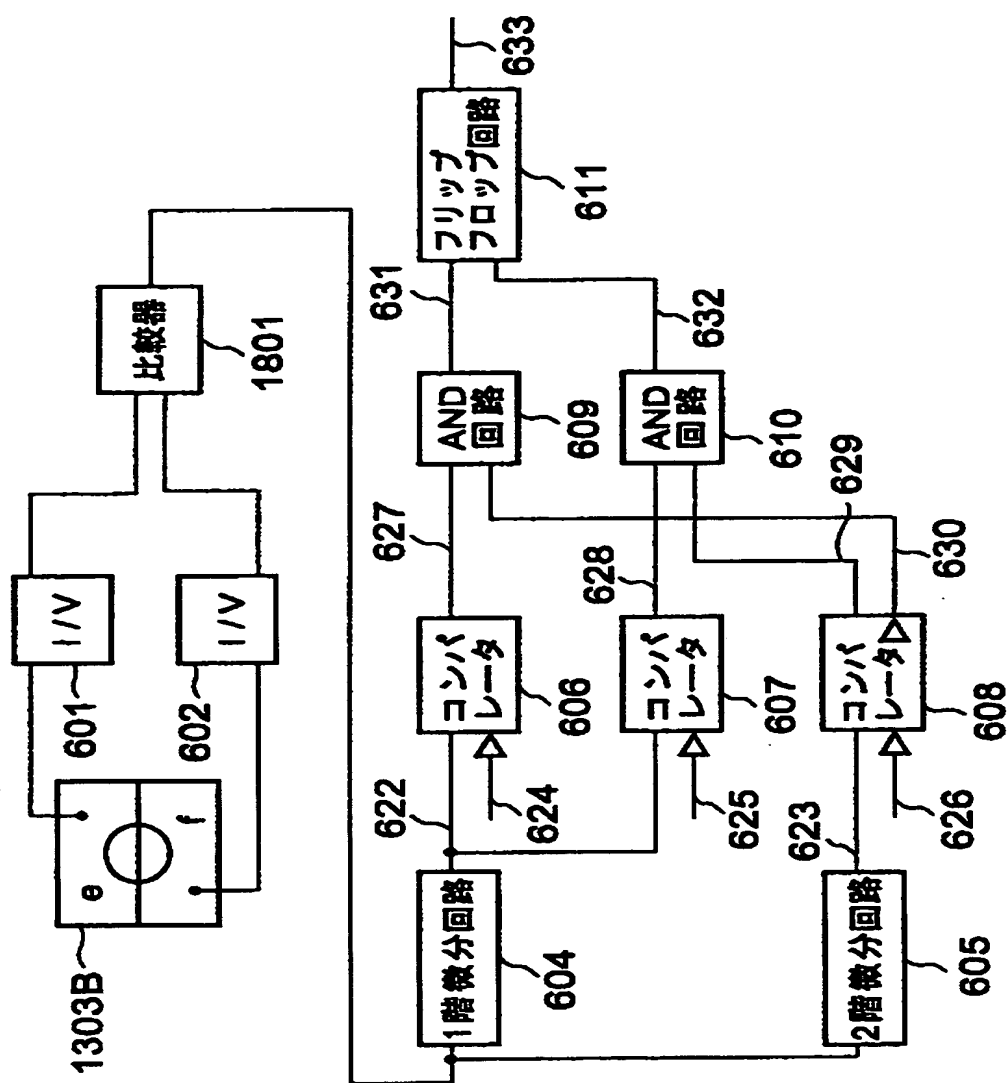 1303B
e
f
601
I/V
602
I/V
比較器
1801
1階微分回路
604
622
624
コンパ
レータ
606
627
AND
回路
609
631
フリップ
フロップ回路
611
633
625
コンパ
レータ
607
628
AND
回路
610
632
629
2階微分回路
605
623
626
コンパ
レータ
608
630